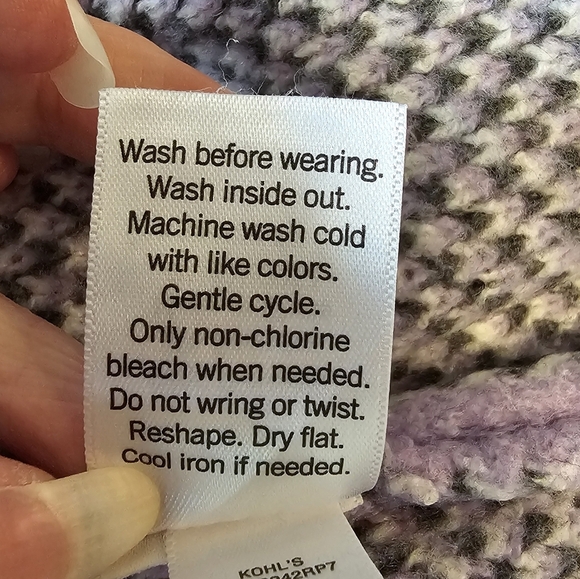 Wash before wearing.
Wash inside out.
Machine wash cold
with like colors.
Gentle cycle.
Only non-chlorine
bleach when needed.
Do not wring or twist.
Reshape. Dry flat.
Cool iron if needed.
KOHL'S